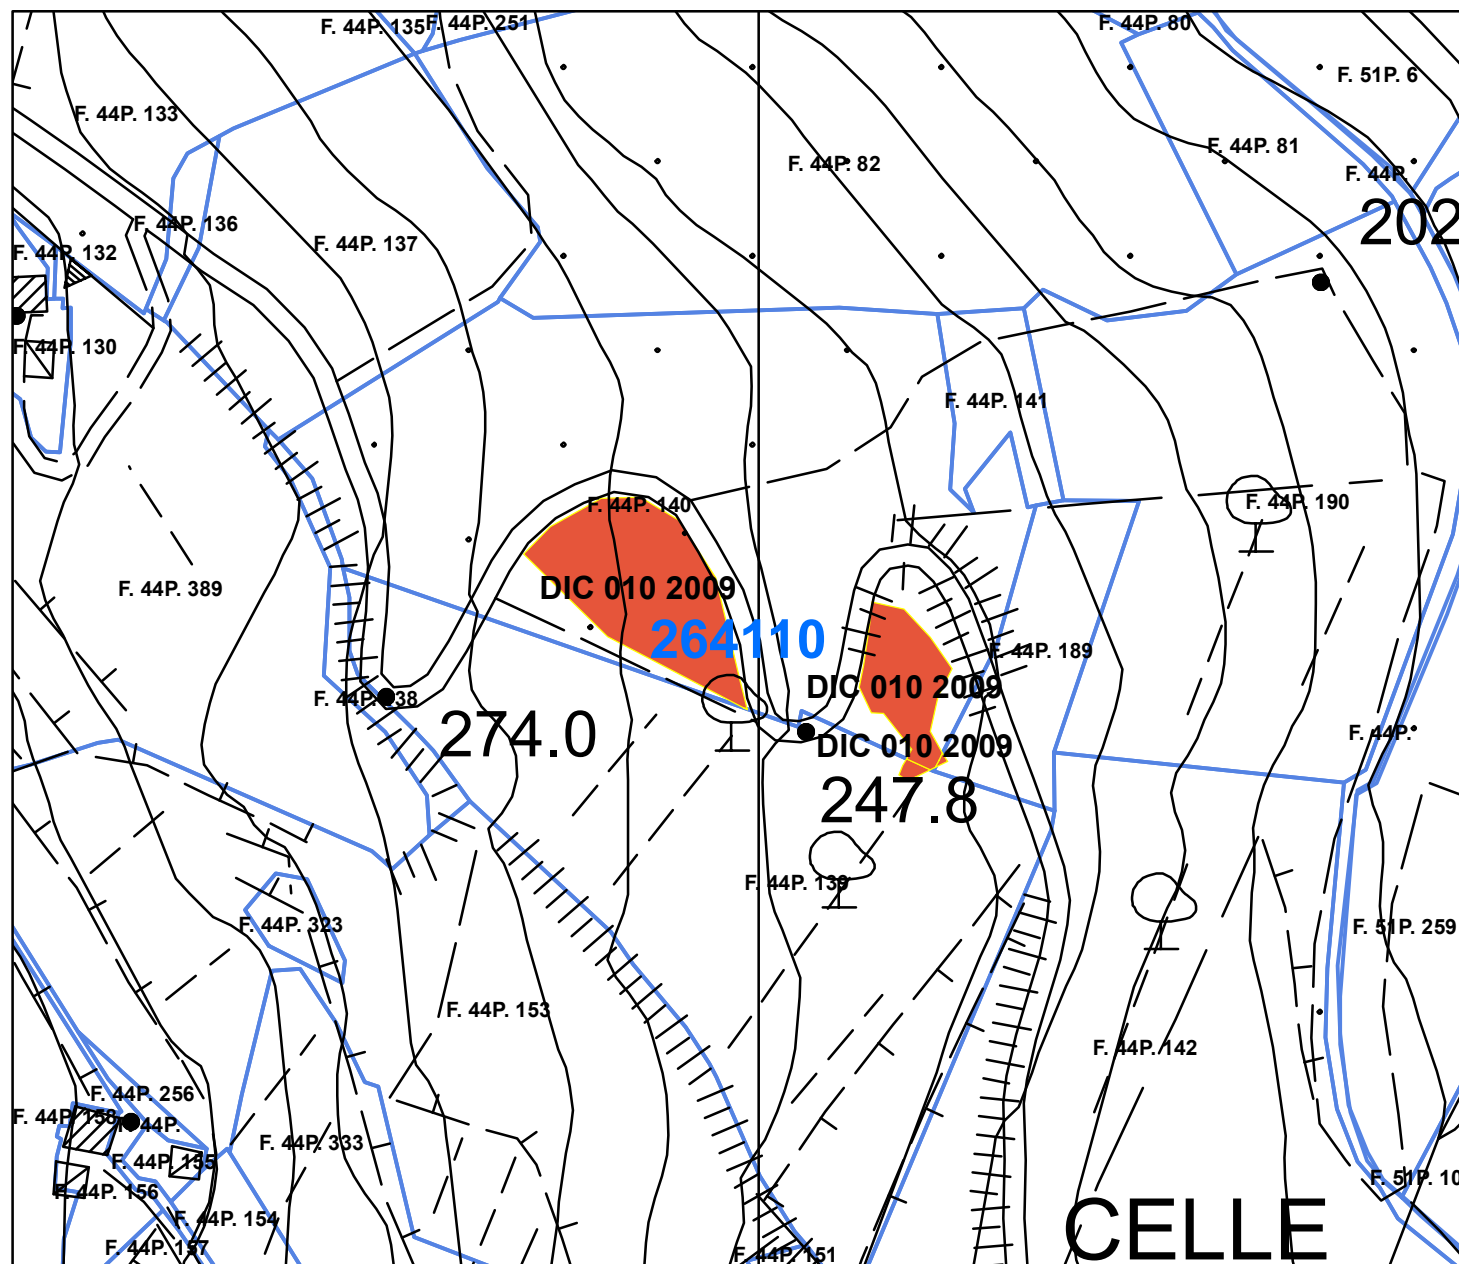 F. 44P. 135
F. 44P. 251
F. 44P. 80
F. 51P. 6
F. 44P. 133
F. 44P. 82
F. 44P. 81
F. 44P.
202
F. 44P. 136
F. 44P. 137
F. 44P. 132
F. 44P. 130
F. 44P. 141
F. 44P. 140
F. 44P. 190
F. 44P. 389
DIC 010 2009
264110
F. 44P. 189
DIC 010 2009
F. 44P. 138
274.0
DIC 010 2009
F. 44P.
247.8
F. 44P. 139
F. 44P. 323
F. 51P. 259
F. 44P. 153
F. 44P. 142
F. 44P. 256
F. 44P. 158
F. 44P.
F. 44P. 333
F. 44P. 155
F. 44P. 156
F. 51P. 10
F. 44P. 154
F. 44P. 157
F. 44P. 151
CELLE